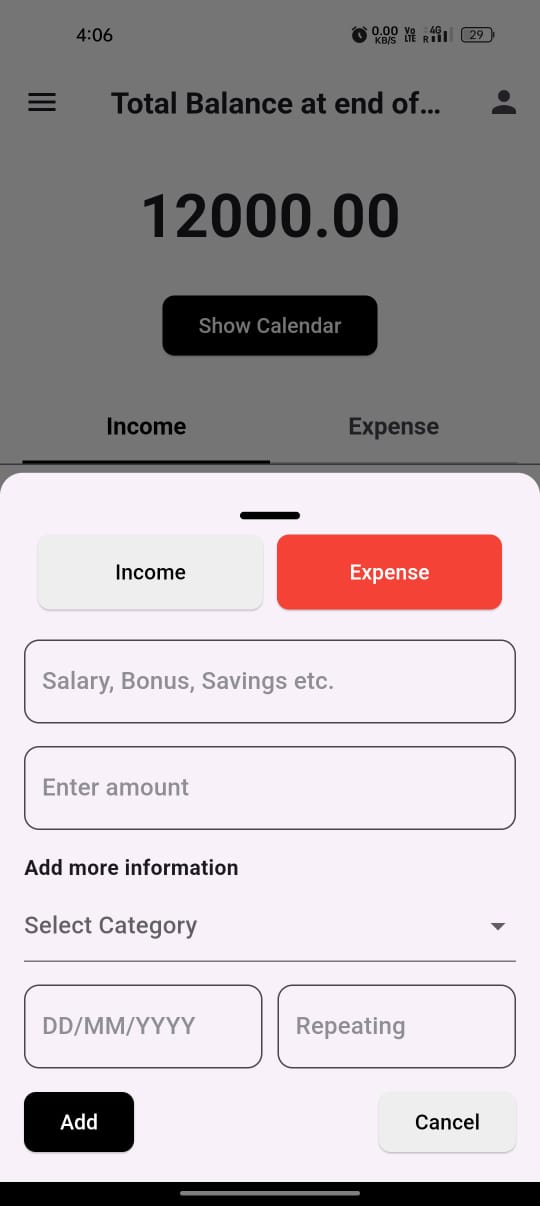 4:06
0.00 KB/S Vo LTE R 4G 29
Total Balance at end of...
12000.00
Show Calendar
Income Expense
Income Expense
Salary, Bonus, Savings etc.
Enter amount
Add more information
Select Category
DD/MM/YYYY Repeating
Add Cancel